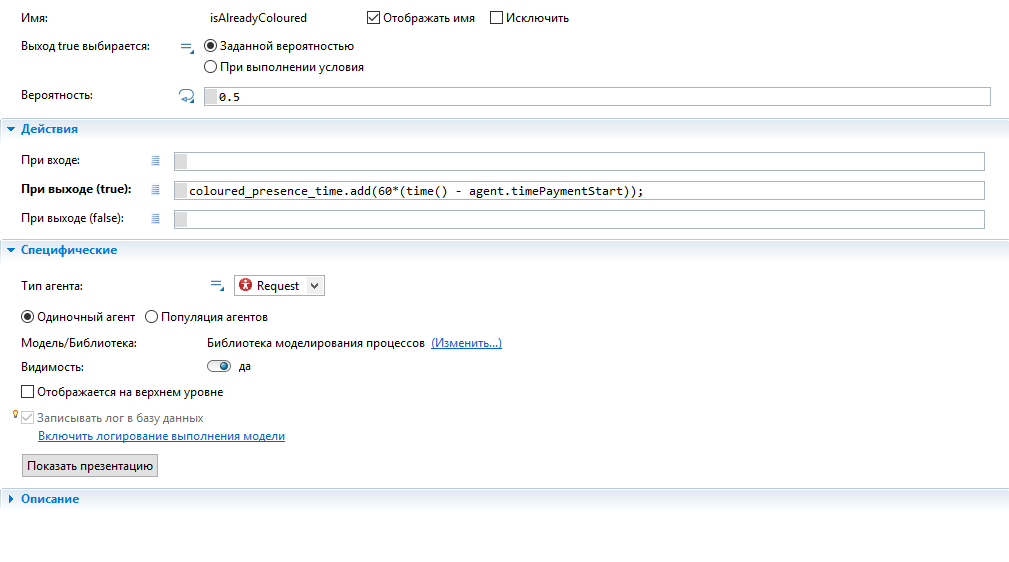 Имя: isAlreadyColoured Отображать имя Исключить
Выход true выбирается: Заданной вероятностью
При выполнении условия
Вероятность: 0.5
Действия
При входе:
При выходе (true): coloured_presence_time.add(60*(time() - agent.timePaymentStart));
При выходе (false):
Специфические
Тип агента: Request
Одиночный агент Популяция агентов
Модель/Библиотека: Библиотека моделирования процессов (Изменить...)
Видимость: да
Отображается на верхнем уровне
Записывать лог в базу данных
Включить логирование выполнения модели
Показать презентацию
Описание